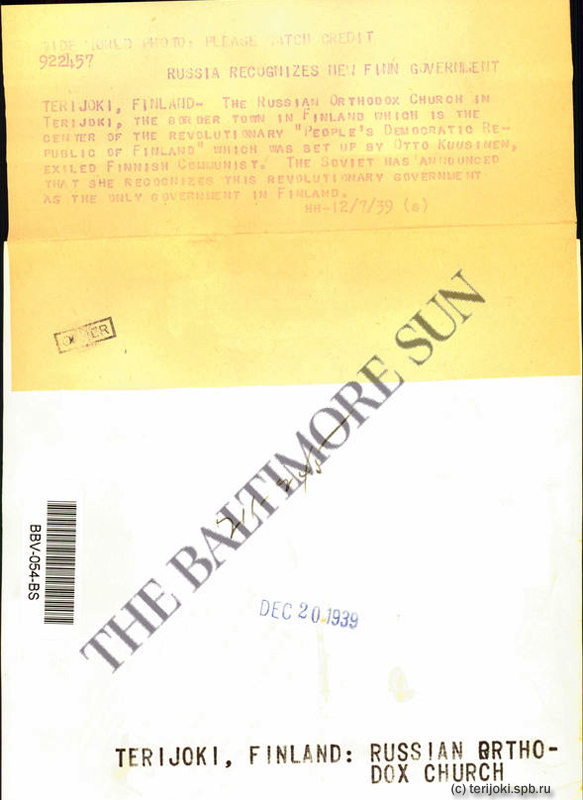 WIDE WORLD PHOTO: PLEASE WATCH CREDIT
922457
RUSSIA RECOGNIZES NEW FINN GOVERNMENT
TERIJOKI, FINLAND- THE RUSSIAN ORTHODOX CHURCH IN
TERIJOKI, THE BORDER TOWN IN FINLAND WHICH IS THE
CENTER OF THE REVOLUTIONARY "PEOPLE'S DEMOCRATIC RE-
PUBLIC OF FINLAND" WHICH WAS SET UP BY OTTO KUUSINEN,
EXILED FINNISH COMMUNIST. THE SOVIET HAS ANNUNCED
THAT SHE RECOGNIZES THIS REVOLUTIONARY GOVERNMENT
AS THE ONLY GOVERNMENT IN FINLAND.
HH-12/7/39 (s)
THE BALTIMORE SUN
BBV-054-BS
DEC 20 1939
TERIJOKI, FINLAND: RUSSIAN ORTHO-
DOX CHURCH
(c) terijoki.spb.ru